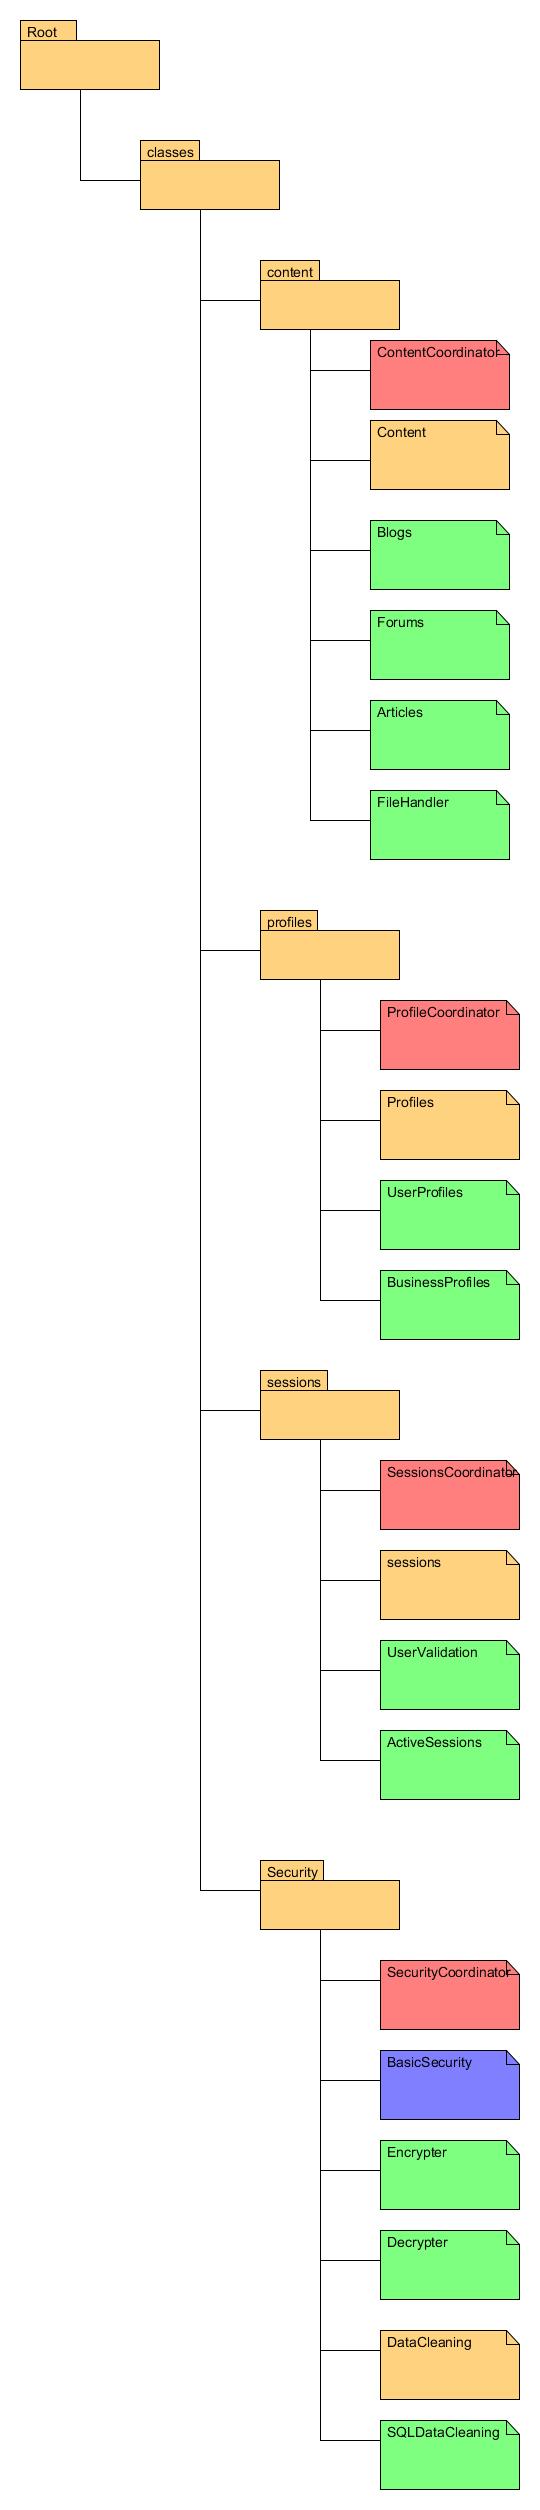 Root
classes
content
ContentCoordinator
Content
Blogs
Forums
Articles
FileHandler
profiles
ProfileCoordinator
Profiles
UserProfiles
BusinessProfiles
sessions
SessionsCoordinator
sessions
UserValidation
ActiveSessions
Security
SecurityCoordinator
BasicSecurity
Encrypter
Decrypter
DataCleaning
SQLDataCleaning